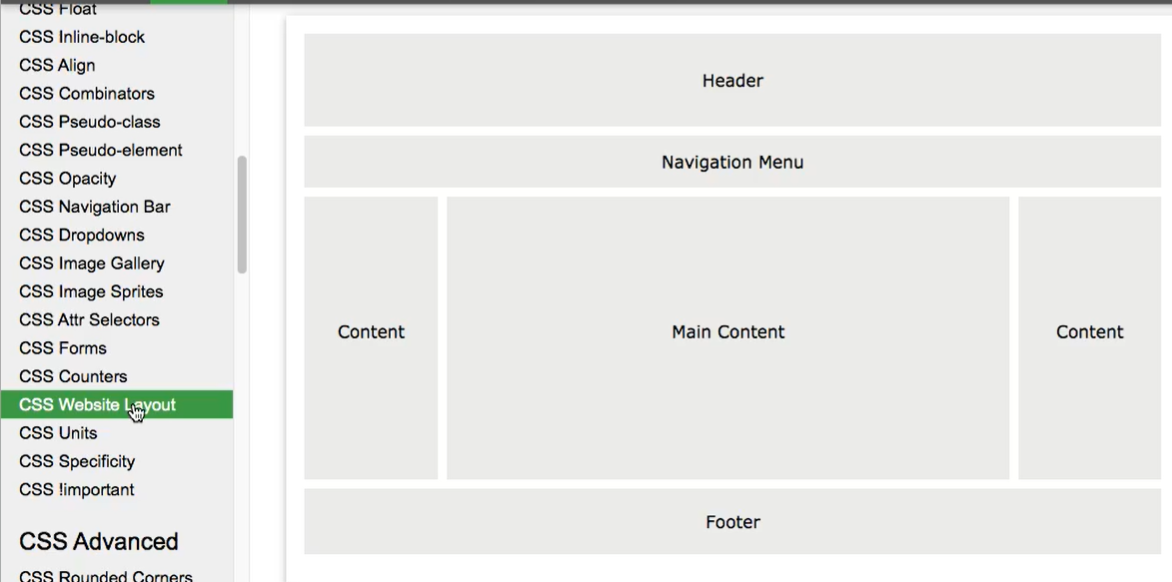 CSS Float
CSS Inline-block
CSS Align
CSS Combinators
CSS Pseudo-class
CSS Pseudo-element
CSS Opacity
CSS Navigation Bar
CSS Dropdowns
CSS Image Gallery
CSS Image Sprites
CSS Attr Selectors
CSS Forms
CSS Counters
CSS Website Layout
CSS Units
CSS Specificity
CSS !important
CSS Advanced
CSS Rounded Corners
Header
Navigation Menu
Content
Main Content
Content
Footer